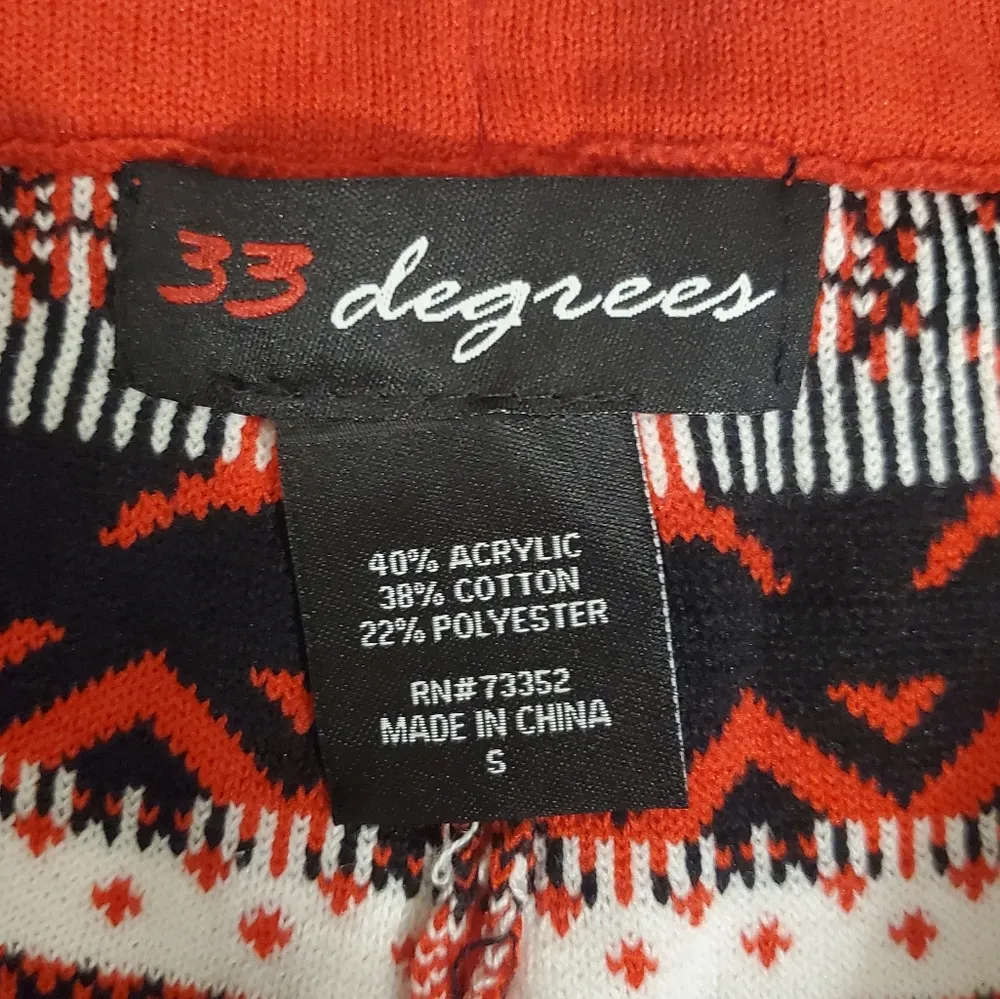 33 degrees
40% ACRYLIC
38% COTTON
22% POLYESTER
RN#73352
MADE IN CHINA
S